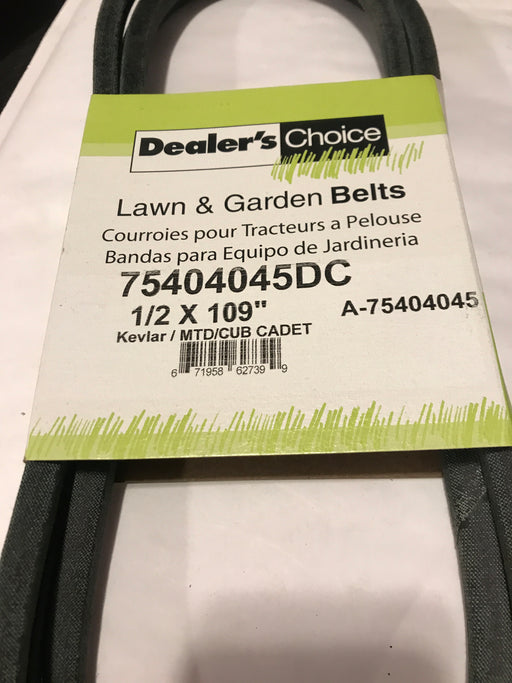 Dealer's Choice
Lawn & Garden Belts
Courroies pour Tracteurs a Pelouse
Bandas para Equipo de Jardineria
75404045DC
1/2 X 109" A-75404045
Kevlar / MTD/CUB CADET
6 71958 62739 9